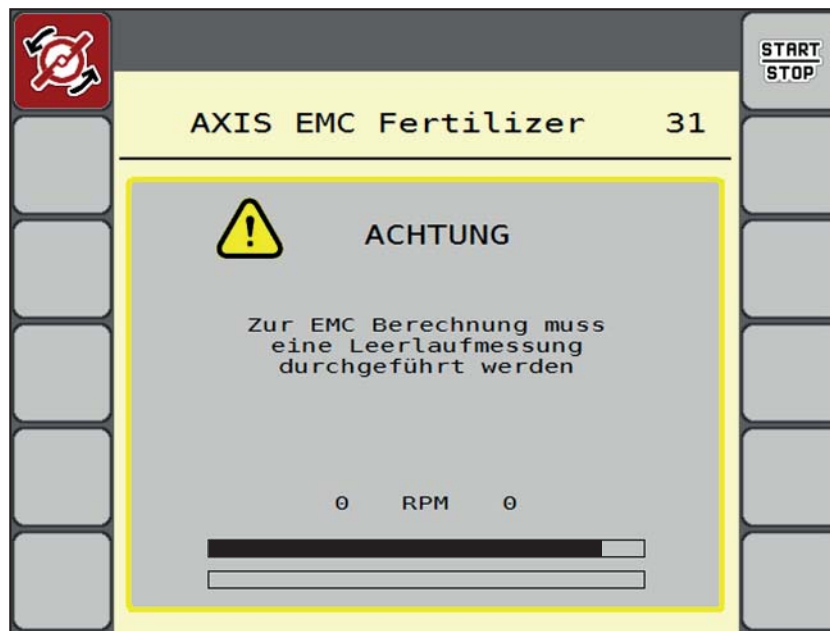 START
STOP
AXIS EMC Fertilizer 31
ACHTUNG
Zur EMC Berechnung muss
eine Leerlaufmessung
durchgeführt werden
0 RPM 0